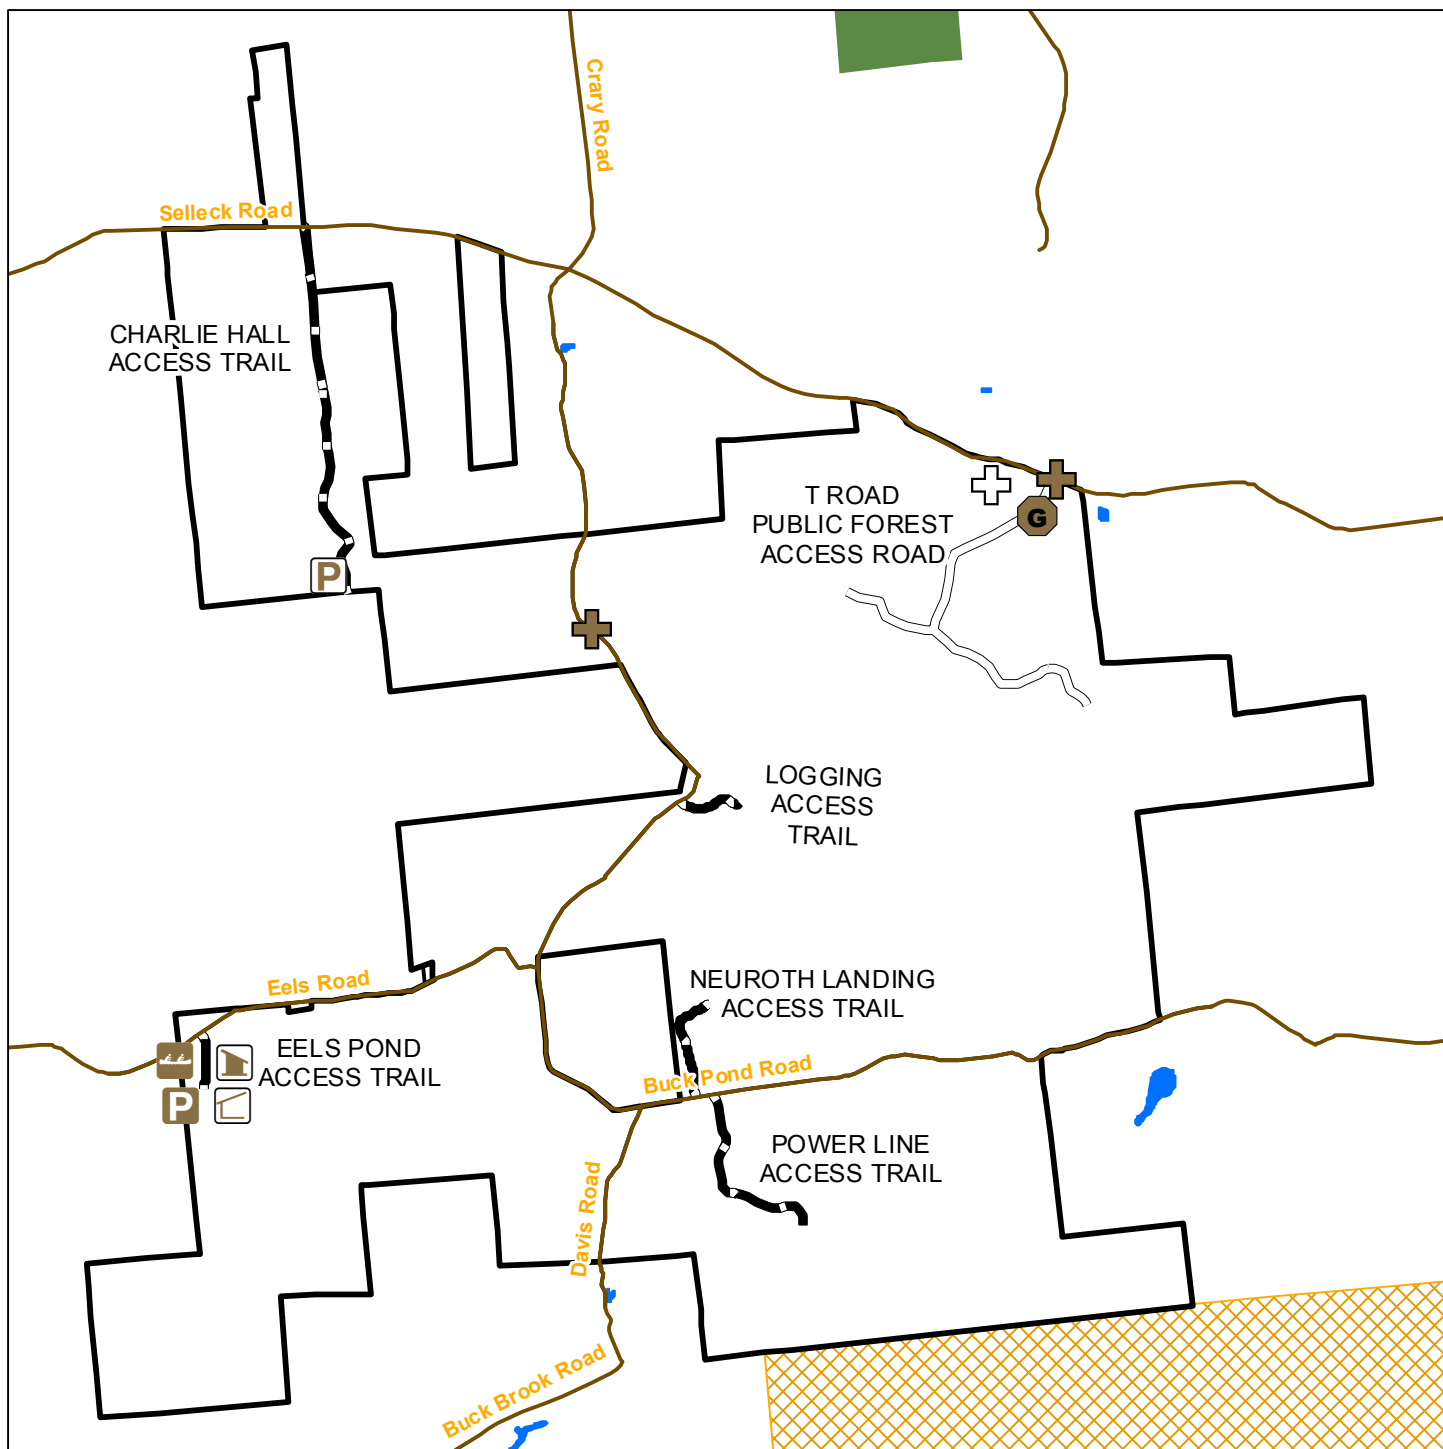 Crary Road
Selleck Road
CHARLIE HALL
ACCESS TRAIL
T ROAD
PUBLIC FOREST
ACCESS ROAD
G
P
LOGGING
ACCESS
TRAIL
Eels Road
NEUROTH LANDING
ACCESS TRAIL
EELS POND
ACCESS TRAIL
P
Buck Pond Road
POWER LINE
ACCESS TRAIL
Davis Road
Buck Brook Road